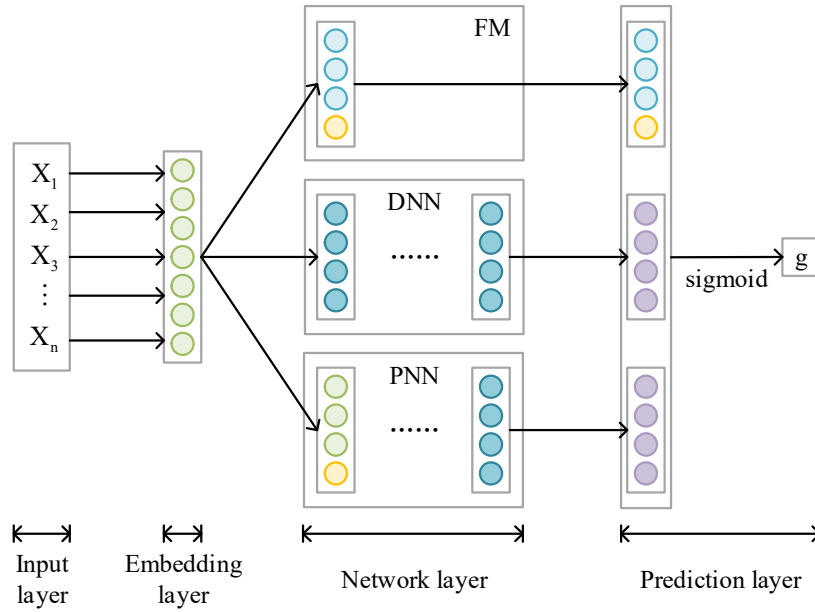 FM
X1
X2
X3
⋮
Xn
DNN
……
sigmoid
g
PNN
……
Input
layer
Embedding
layer
Network layer
Prediction layer